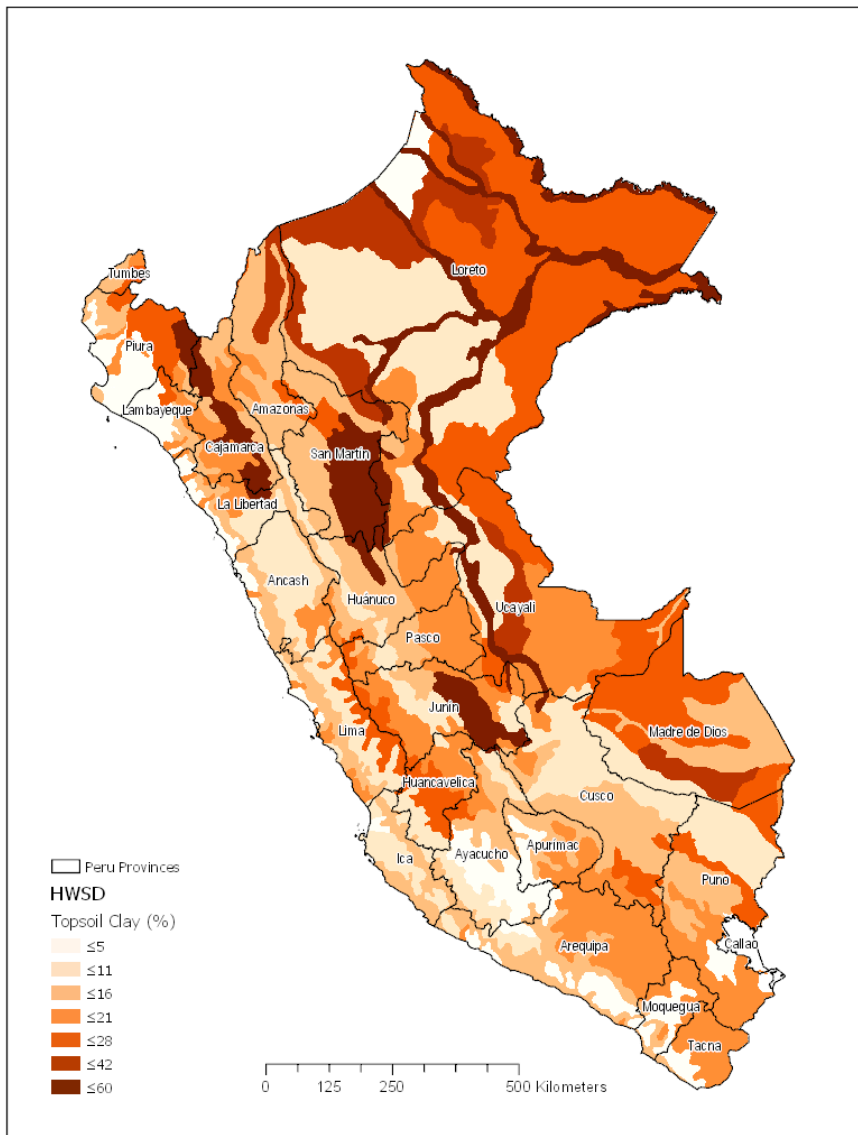 Loreto
Tumbes
Piura
Lambayeque
Amazonas
Cajamarca
San Martín
La Libertad
Ancash
Huánuco
Ucayali
Pasco
Junín
Lima
Madre de Dios
Huancavelica
Cusco
Ica
Ayacucho
Apurimac
Puno
Callao
Arequipa
Moquegua
Tacna
Peru Provinces
HWSD
Topsoil Clay (%)
≤5
≤11
≤16
≤21
≤28
≤42
≤60
0 125 250 500 Kilometers